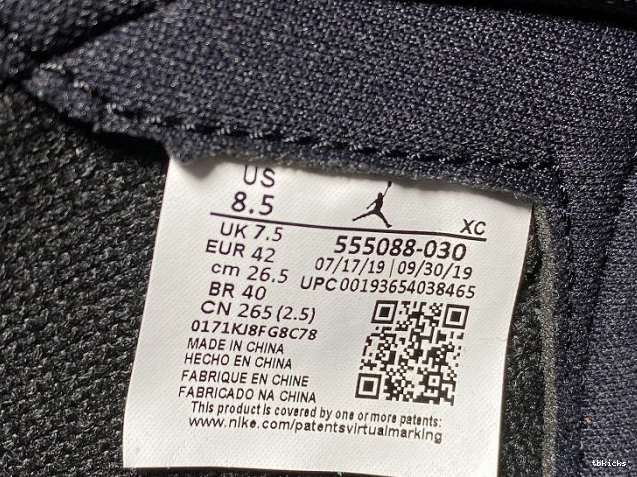 US
8.5
XC
UK 7.5
555088-030
EUR 42
07/17/19 | 09/30/19
cm 26.5
UPC00193654038465
BR 40
CN 265 (2.5)
0171KJ8FG8C78
MADE IN CHINA
HECHO EN CHINA
FABRIQUE EN CHINE
FABRICADO NA CHINA
This product is covered by one or more patents:
www.nike.com/patentsvirtualmarking
tbkicks